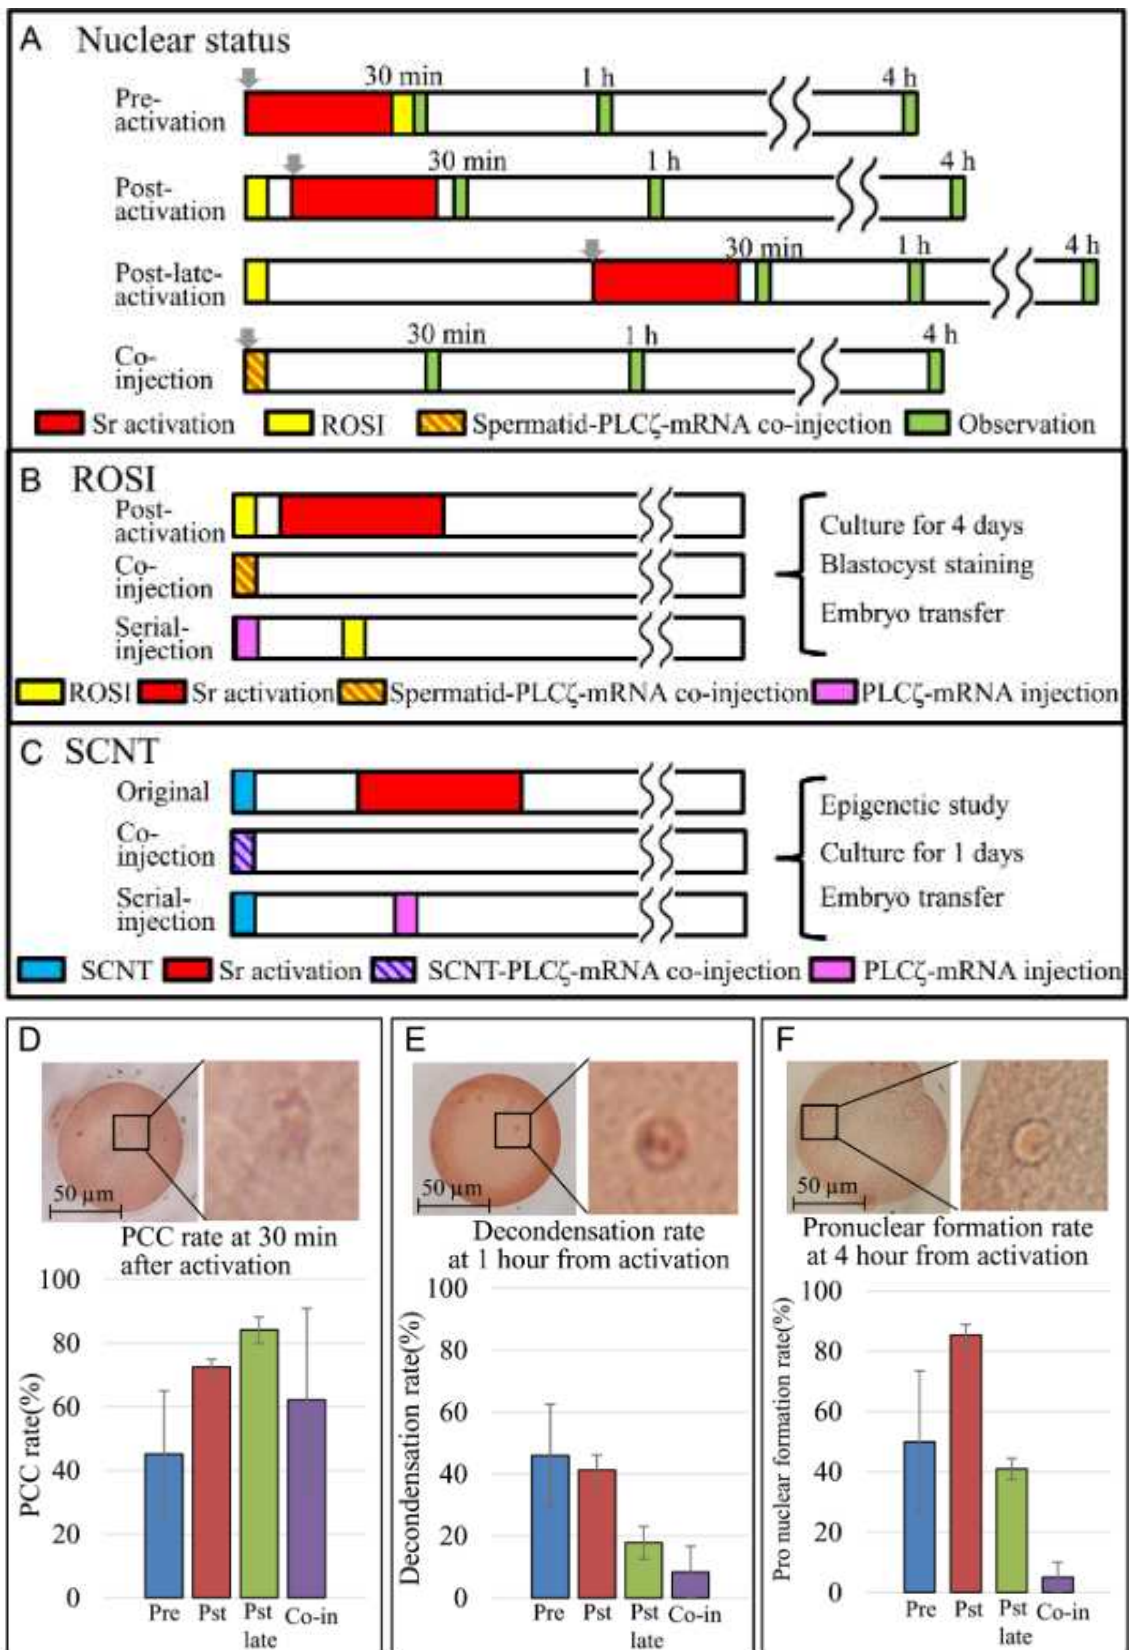 A Nuclear status
30 min 1 h 4 h
Pre-
activation
30 min 1 h 4 h
Post-
activation
30 min 1 h 4 h
Post-late-
activation
30 min 1 h 4 h
Co-
injection
Sr activation ROSI Spermatid-PLCζ-mRNA co-injection Observation
B ROSI
Post-
activation
Co-
injection
Serial-
injection
Culture for 4 days
Blastocyst staining
Embryo transfer
ROSI Sr activation Spermatid-PLCζ-mRNA co-injection PLCζ-mRNA injection
C SCNT
Original
Co-
injection
Serial-
injection
Epigenetic study
Culture for 1 days
Embryo transfer
SCNT Sr activation SCNT-PLCζ-mRNA co-injection PLCζ-mRNA injection
D
50 µm
PCC rate at 30 min
after activation
PCC rate(%)
100
80
60
40
20
0
Pre Pst Pst Co-in
late
E
50 µm
Decondensation rate
at 1 hour from activation
Decondensation rate(%)
100
80
60
40
20
0
Pre Pst Pst Co-in
late
F
50 µm
Pronuclear formation rate
at 4 hour from activation
Pro nuclear formation rate(%)
100
80
60
40
20
0
Pre Pst Pst Co-in
late